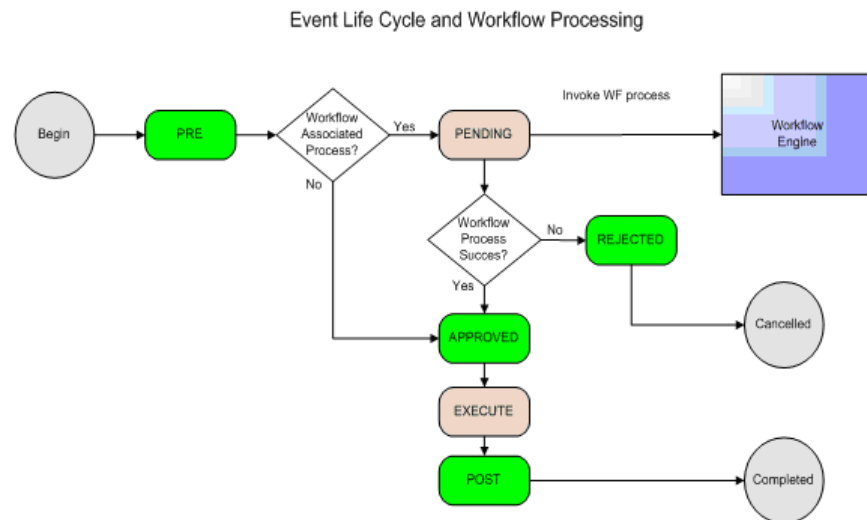 Event Life Cycle and Workflow Processing
Invoke WF process
Begin
PRE
Workflow
Associated
Process?
Yes
PENDING
Workflow
Engine
No
Workflow
Process
Succes?
No
REJECTED
Yes
APPROVED
Cancelled
EXECUTE
POST
Completed